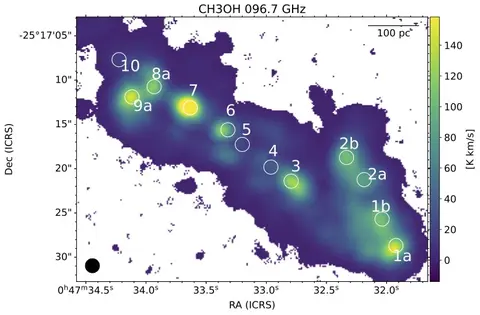 CH3OH 096.7 GHz
100 pc
-25°17'05"
10"
15"
20"
25"
30"
Dec (ICRS)
10
8a
9a
7
6
5
4
3
2b
2a
1b
1a
0ʰ47ᵐ34.5ˢ
34.0ˢ
33.5ˢ
33.0ˢ
32.5ˢ
32.0ˢ
RA (ICRS)
140
120
100
80
60
40
20
0
[K km/s]